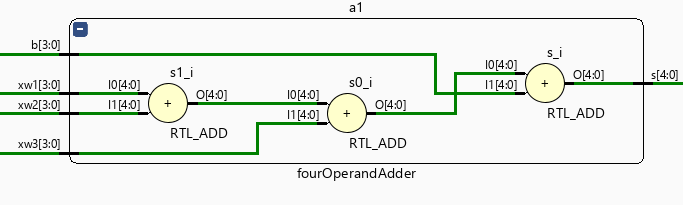 a1
b[3:0]
xw1[3:0]
xw2[3:0]
xw3[3:0]
s1_i
I0[4:0]
I1[4:0]
+
O[4:0]
RTL_ADD
s0_i
I0[4:0]
I1[4:0]
+
O[4:0]
RTL_ADD
s_i
I0[4:0]
I1[4:0]
+
O[4:0]
RTL_ADD
s[4:0]
fourOperandAdder